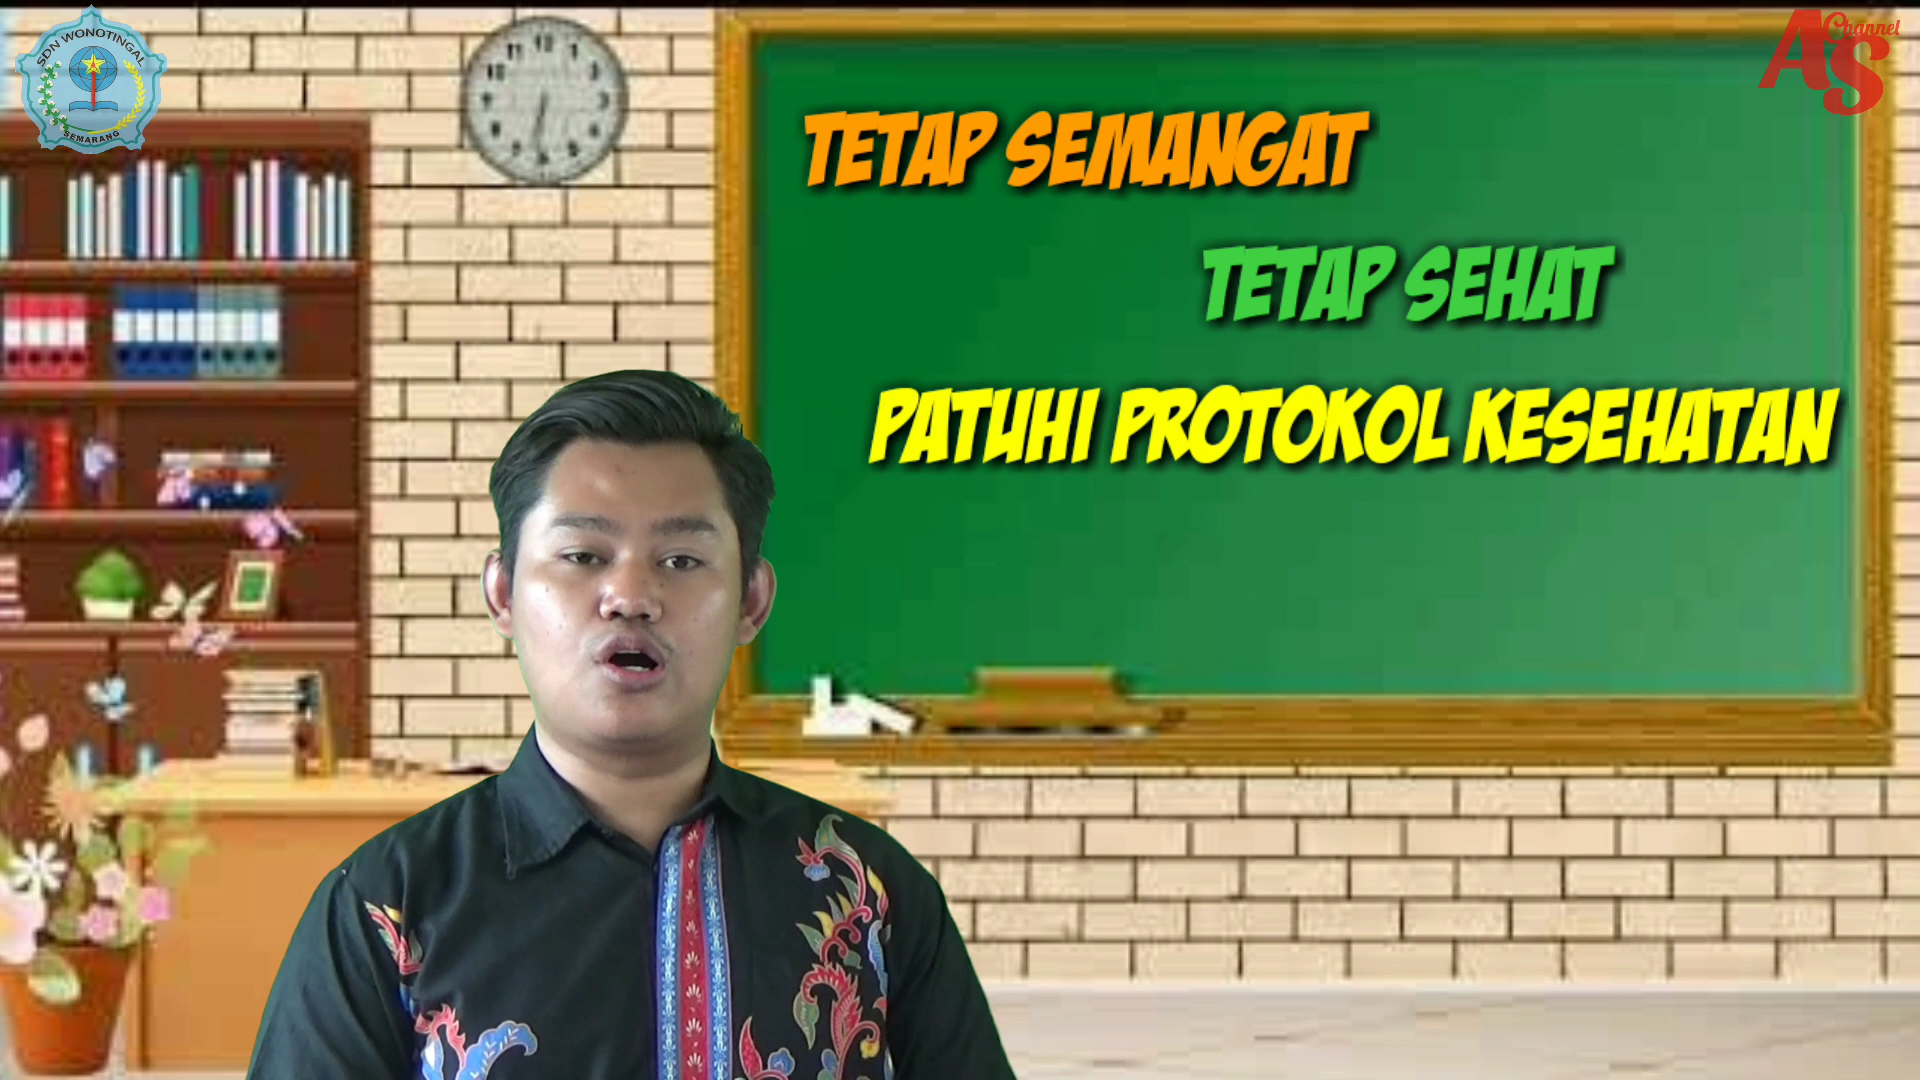 SDN WONOTINGAL
SEMARANG
AS Channel
TETAP SEMANGAT
TETAP SEHAT
PATUHI PROTOKOL KESEHATAN